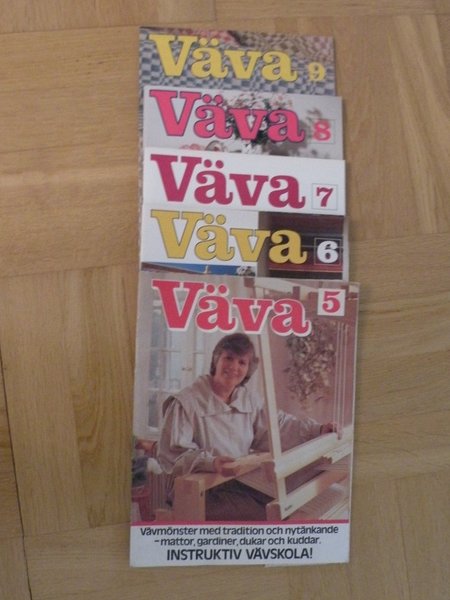 Väva 9
Väva 8
Väva 7
Väva 6
Väva 5
Vävmönster med tradition och nytänkande
– mattor, gardiner, dukar och kuddar.
INSTRUKTIV VÄVSKOLA!